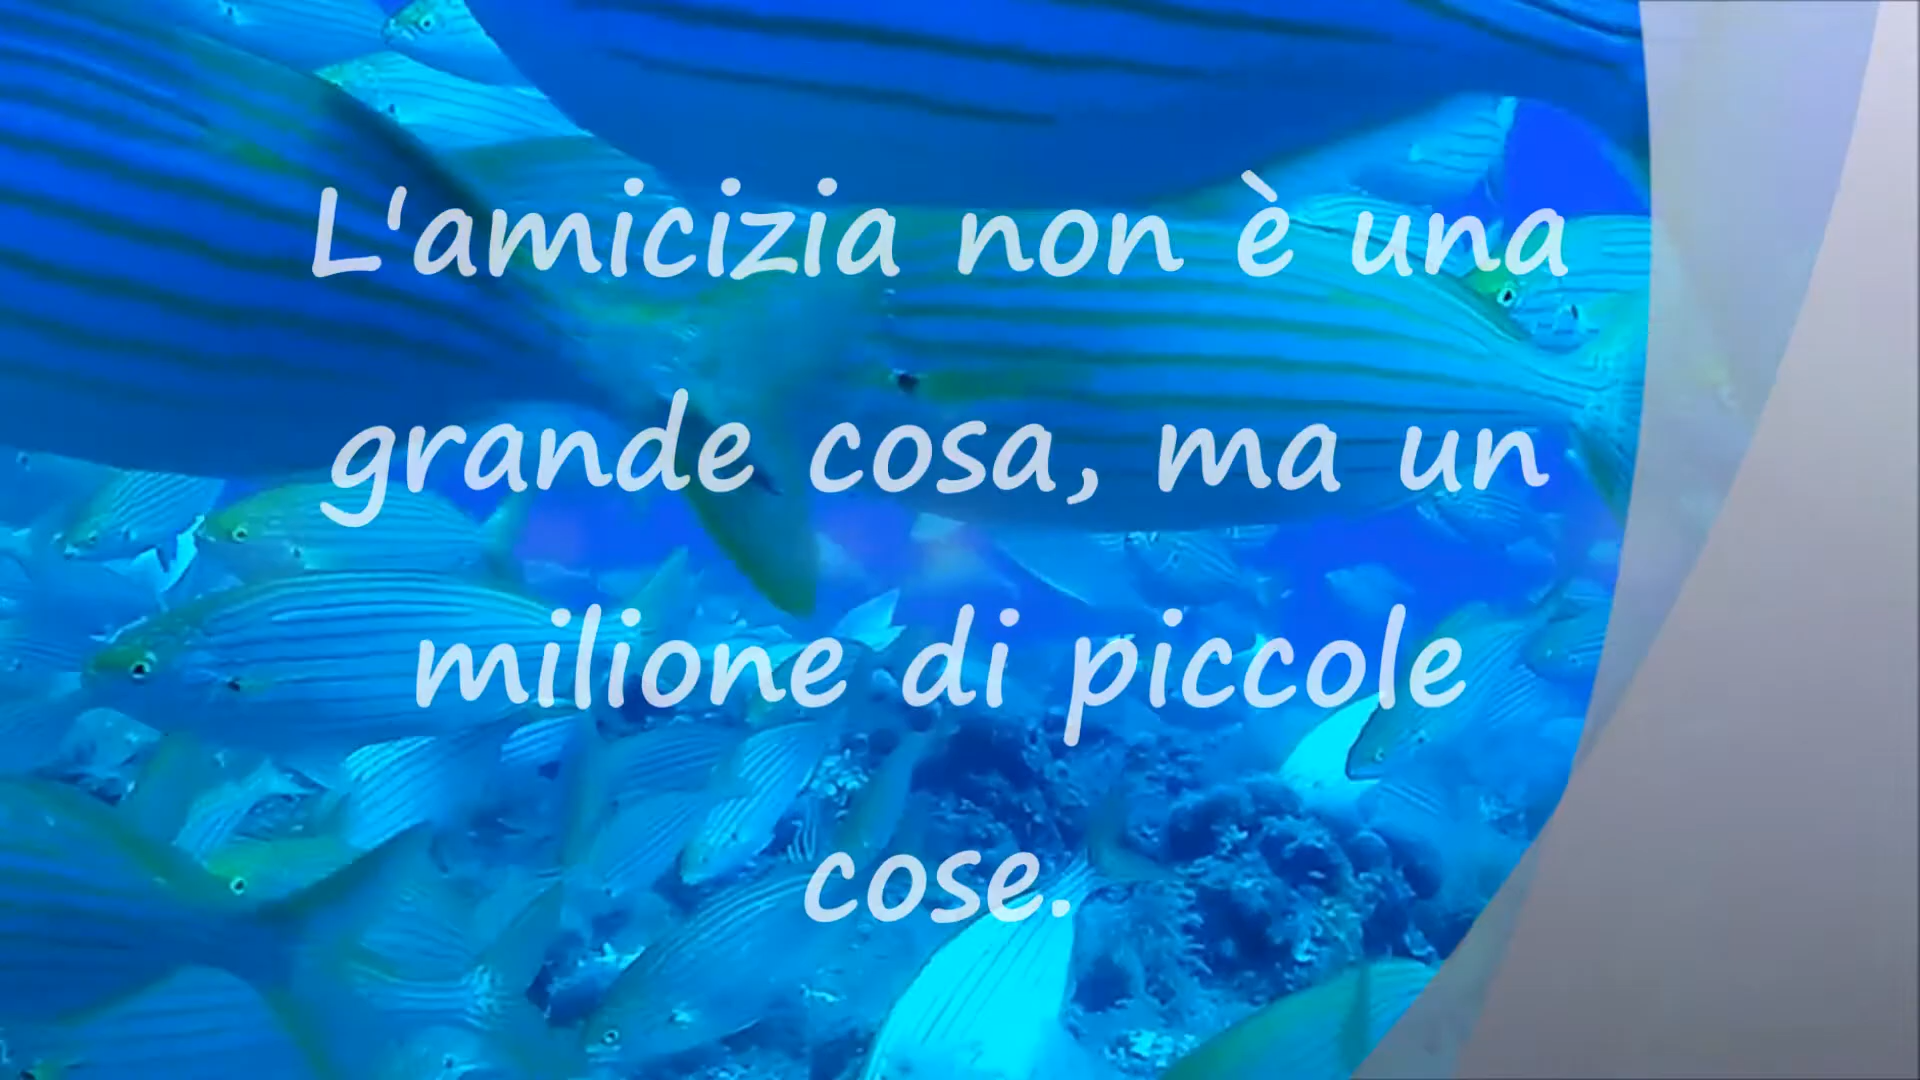 L'amicizia non è una
grande cosa, ma un
milione di piccole
cose.